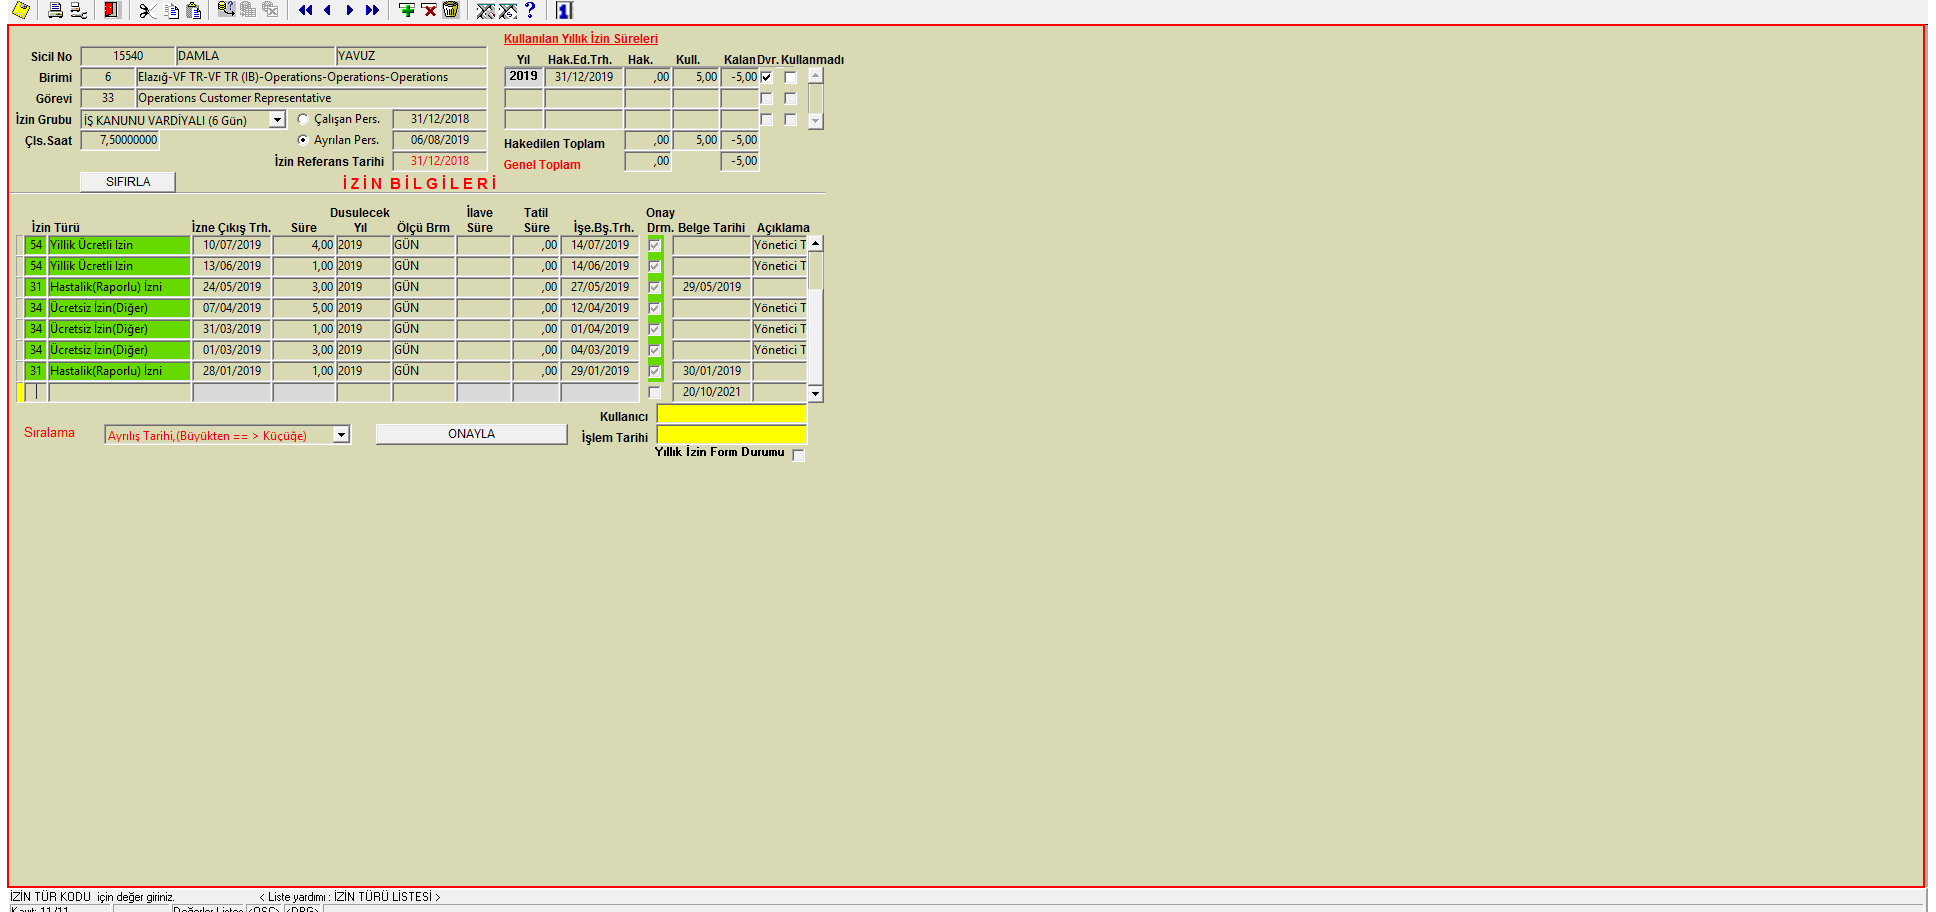 Kullanılan Yıllık İzin Süreleri
Sicil No 15540 DAMLA YAVUZ
Yıl Hak.Ed.Trh. Hak. Kull. Kalan Dvr. Kullanmadı
Birimi 6 Elazığ-VF TR-VF TR (IB)-Operations-Operations-Operations
2019 31/12/2019 ,00 5,00 -5,00
Görevi 33 Operations Customer Representative
İzin Grubu İŞ KANUNU VARDİYALI (6 Gün) Çalışan Pers. 31/12/2018
Çls.Saat 7,50000000 Ayrılan Pers. 06/08/2019
Hakedilen Toplam ,00 5,00 -5,00
İzin Referans Tarihi 31/12/2018
Genel Toplam ,00 -5,00
SIFIRLA
İZİN BİLGİLERİ
İzin Türü İzne Çıkış Trh. Süre Dusulecek Yıl Ölçü Brm İlave Süre Tatil Süre İşe.Bş.Trh. Onay Drm. Belge Tarihi Açıklama
54 Yillik Ücretli Izin 10/07/2019 4,00 2019 GÜN ,00 14/07/2019 Yönetici T
54 Yillik Ücretli Izin 13/06/2019 1,00 2019 GÜN ,00 14/06/2019 Yönetici T
31 Hastalik(Raporlu) İzni 24/05/2019 3,00 2019 GÜN ,00 27/05/2019 29/05/2019
34 Ücretsiz İzin(Diğer) 07/04/2019 5,00 2019 GÜN ,00 12/04/2019 Yönetici T
34 Ücretsiz İzin(Diğer) 31/03/2019 1,00 2019 GÜN ,00 01/04/2019 Yönetici T
34 Ücretsiz İzin(Diğer) 01/03/2019 3,00 2019 GÜN ,00 04/03/2019 Yönetici T
31 Hastalik(Raporlu) İzni 28/01/2019 1,00 2019 GÜN ,00 29/01/2019 30/01/2019
20/10/2021
Kullanıcı
Sıralama Ayrılış Tarihi,(Büyükten == > Küçüğe) ONAYLA İşlem Tarihi
Yıllık İzin Form Durumu
İZİN TÜR KODU için değer giriniz. < Liste yardımı : İZİN TÜRÜ LİSTESİ >
Kayıt: 11/11 Değerler Listes <OSC> <DBG>